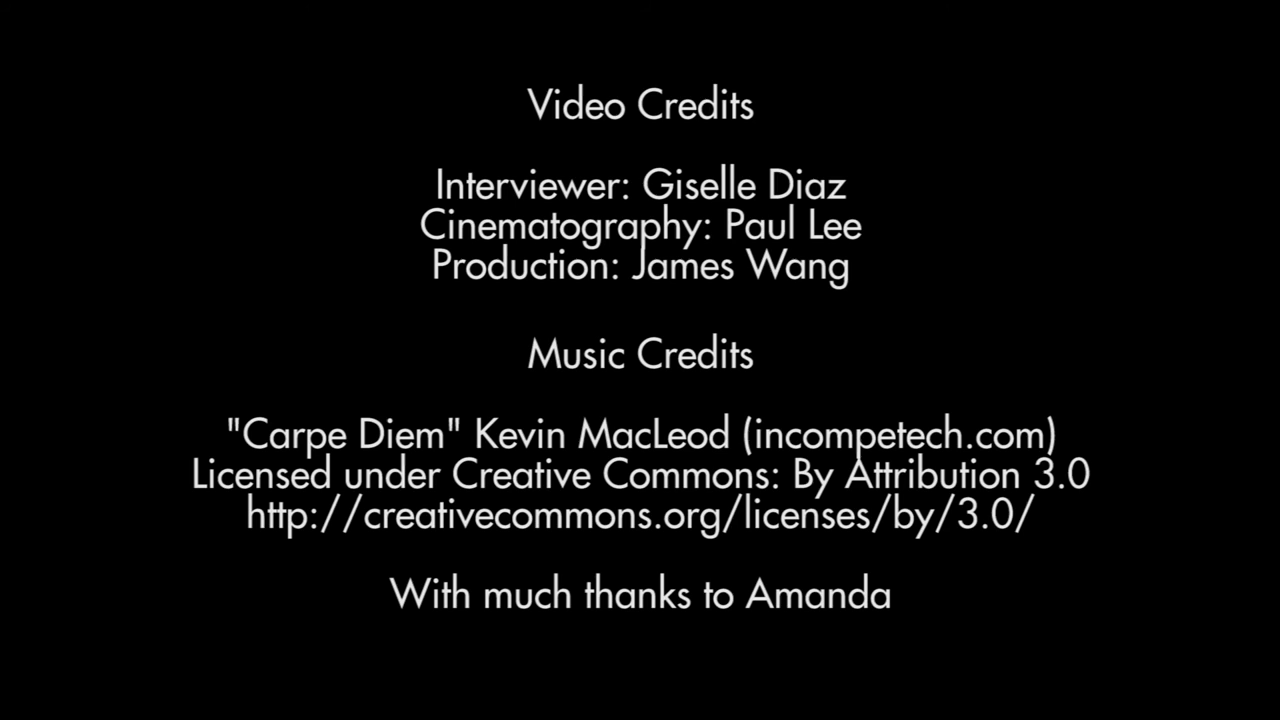 Video Credits
Interviewer: Giselle Diaz
Cinematography: Paul Lee
Production: James Wang
Music Credits
"Carpe Diem" Kevin MacLeod (incompetech.com)
Licensed under Creative Commons: By Attribution 3.0
http://creativecommons.org/licenses/by/3.0/
With much thanks to Amanda